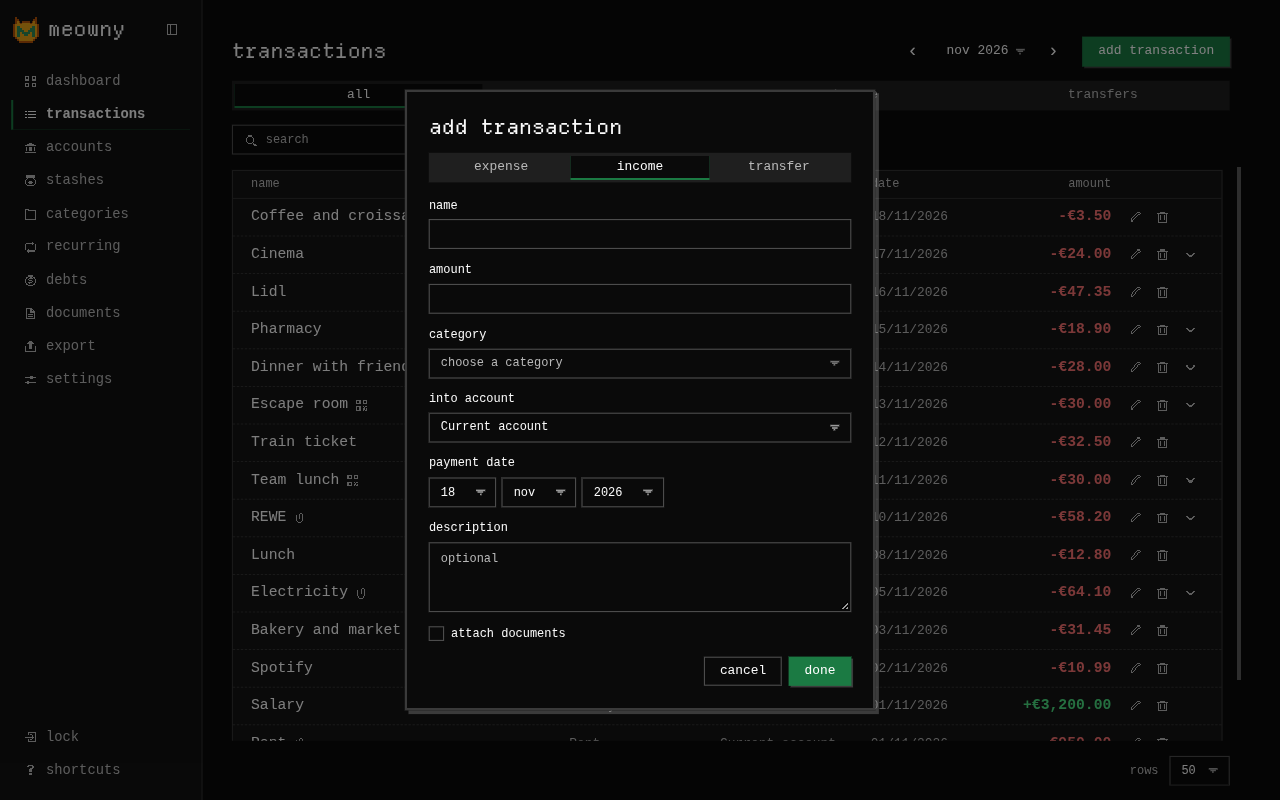 meowny
dashboard
transactions
accounts
stashes
categories
recurring
debts
documents
export
settings
lock
? shortcuts
transactions
‹ nov 2026 ›
add transaction
all
transfers
search
name
date
amount
Coffee and
18/11/2026 -€3.50
Cinema
17/11/2026 -€24.00
Lidl
16/11/2026 -€47.35
Pharmacy
15/11/2026 -€18.90
Dinner with
14/11/2026 -€28.00
Escape room
13/11/2026 -€30.00
Train ticket
12/11/2026 -€32.50
Team lunch
11/11/2026 -€30.00
REWE
10/11/2026 -€58.20
Lunch
08/11/2026 -€12.80
Electricity
05/11/2026 -€64.10
Bakery and market
03/11/2026 -€31.45
Spotify
02/11/2026 -€10.99
Salary
01/11/2026 +€3,200.00
Rent Rent Current account 01/11/2026
rows 50
add transaction
expense
income
transfer
name
amount
category
choose a category
into account
Current account
payment date
18 nov 2026
description
optional
attach documents
cancel
done